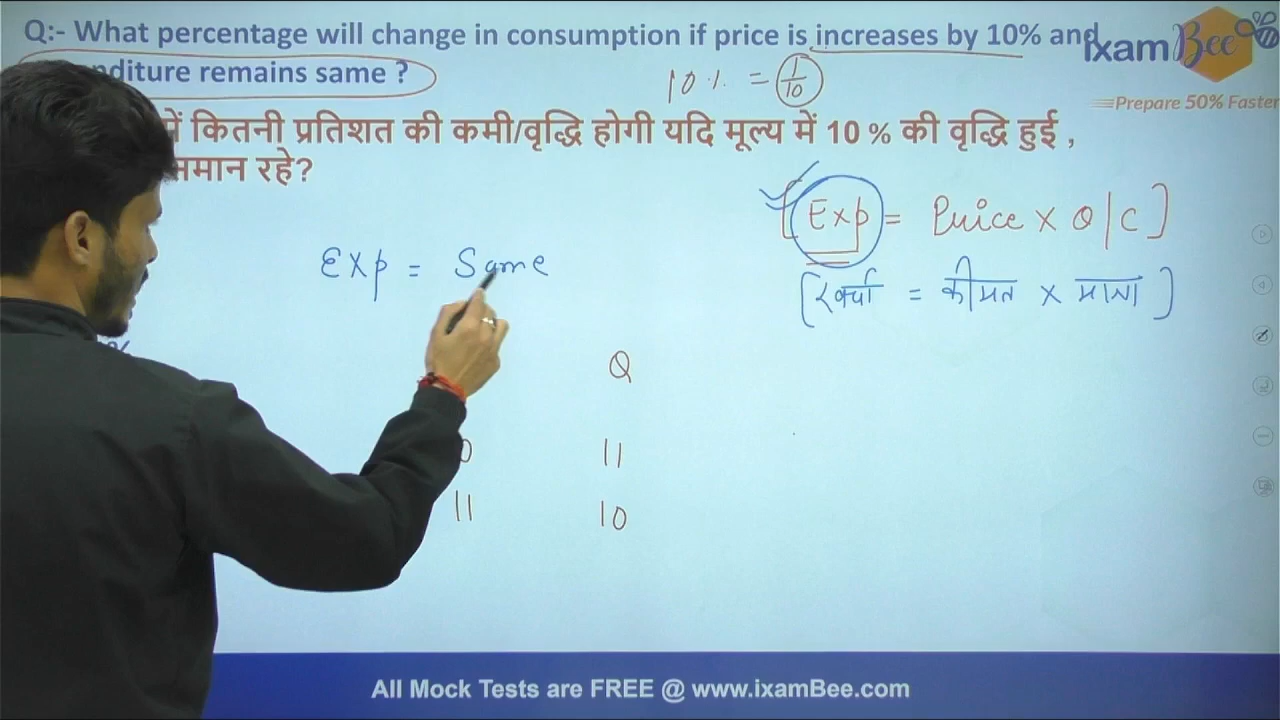 Q:- What percentage will change in consumption if price is increases by 10% and
nditure remains same ?
ixamBee
Prepare 50% Faster
10 % = 1/10
में कितनी प्रतिशत की कमी/वृद्धि होगी यदि मूल्य में 10 % की वृद्धि हुई ,
समान रहे?
[Exp = Price × Q/C]
Exp = Same
[खर्चा = कीमत × मात्रा]
Q
0 11
11 10
All Mock Tests are FREE @ www.ixamBee.com